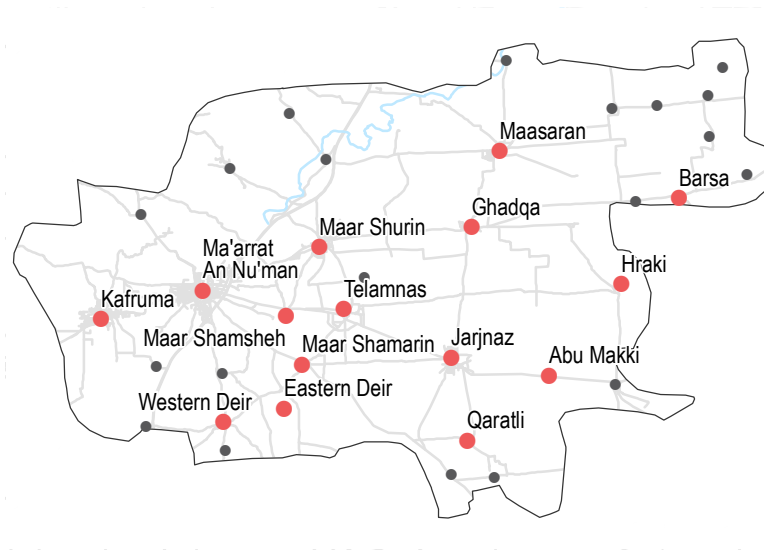 Maasaran
Barsa
Ghadqa
Maar Shurin
Ma'arrat
An Nu'man
Hraki
Telamnas
Kafruma
Maar Shamsheh
Maar Shamarin
Jarjnaz
Abu Makki
Eastern Deir
Western Deir
Qaratli